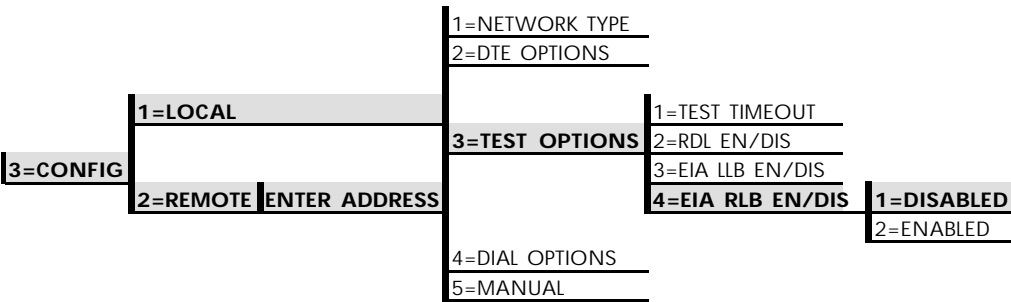 1=NETWORK TYPE
2=DTE OPTIONS
1=LOCAL
1=TEST TIMEOUT
3=TEST OPTIONS
2=RDL EN/DIS
3=CONFIG
3=EIA LLB EN/DIS
2=REMOTE
ENTER ADDRESS
4=EIA RLB EN/DIS
1=DISABLED
2=ENABLED
4=DIAL OPTIONS
5=MANUAL